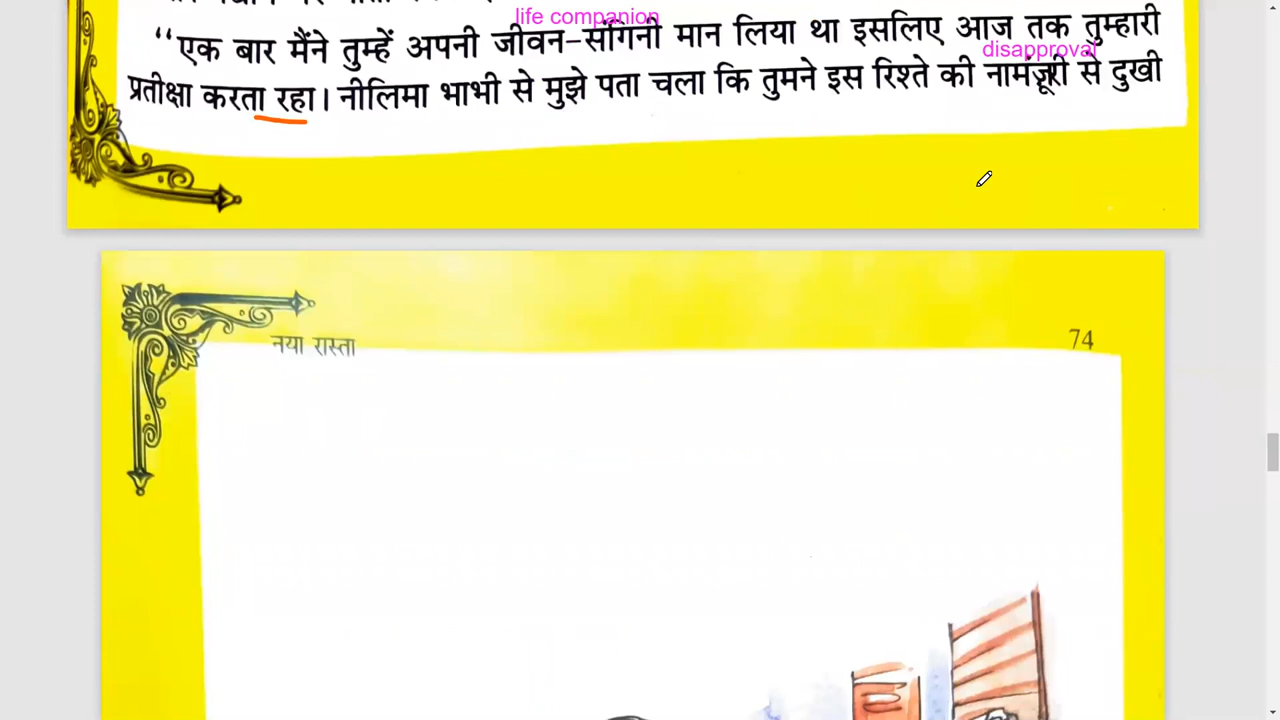 life companion
“एक बार मैंने तुम्हें अपनी जीवन-संगिनी मान लिया था इसलिए आज तक तुम्हारी
disapproval
प्रतीक्षा करता रहा। नीलिमा भाभी से मुझे पता चला कि तुमने इस रिश्ते की नामंज़ूरी से दुखी
नया रास्ता
74